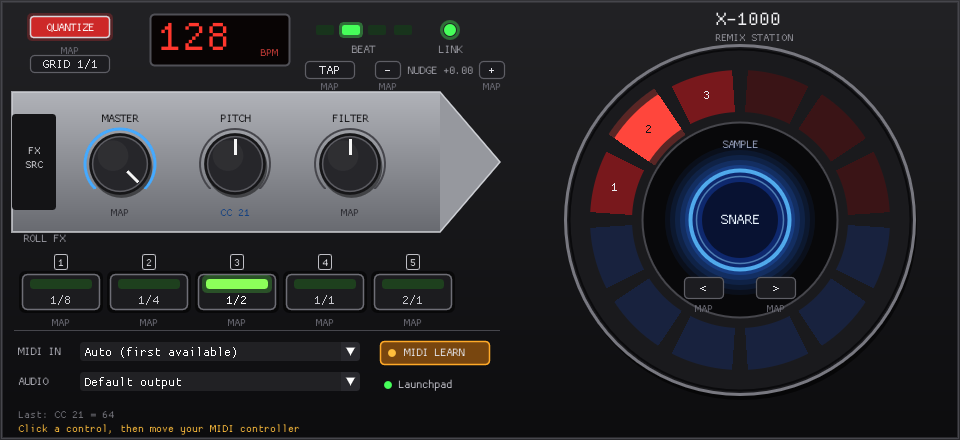 QUANTIZE
MAP
GRID 1/1
128
BPM
BEAT
LINK
TAP
MAP
−
MAP
NUDGE +0.00
+
MAP
X-1000
REMIX STATION
FX
SRC
MASTER
MAP
PITCH
CC 21
FILTER
MAP
1
2
3
SAMPLE
SNARE
<
MAP
>
MAP
ROLL FX
1
2
3
4
5
1/8
1/4
1/2
1/1
2/1
MAP
MAP
MAP
MAP
MAP
MIDI IN
Auto (first available)
▼
MIDI LEARN
AUDIO
Default output
▼
Launchpad
Last: CC 21 = 64
Click a control, then move your MIDI controller